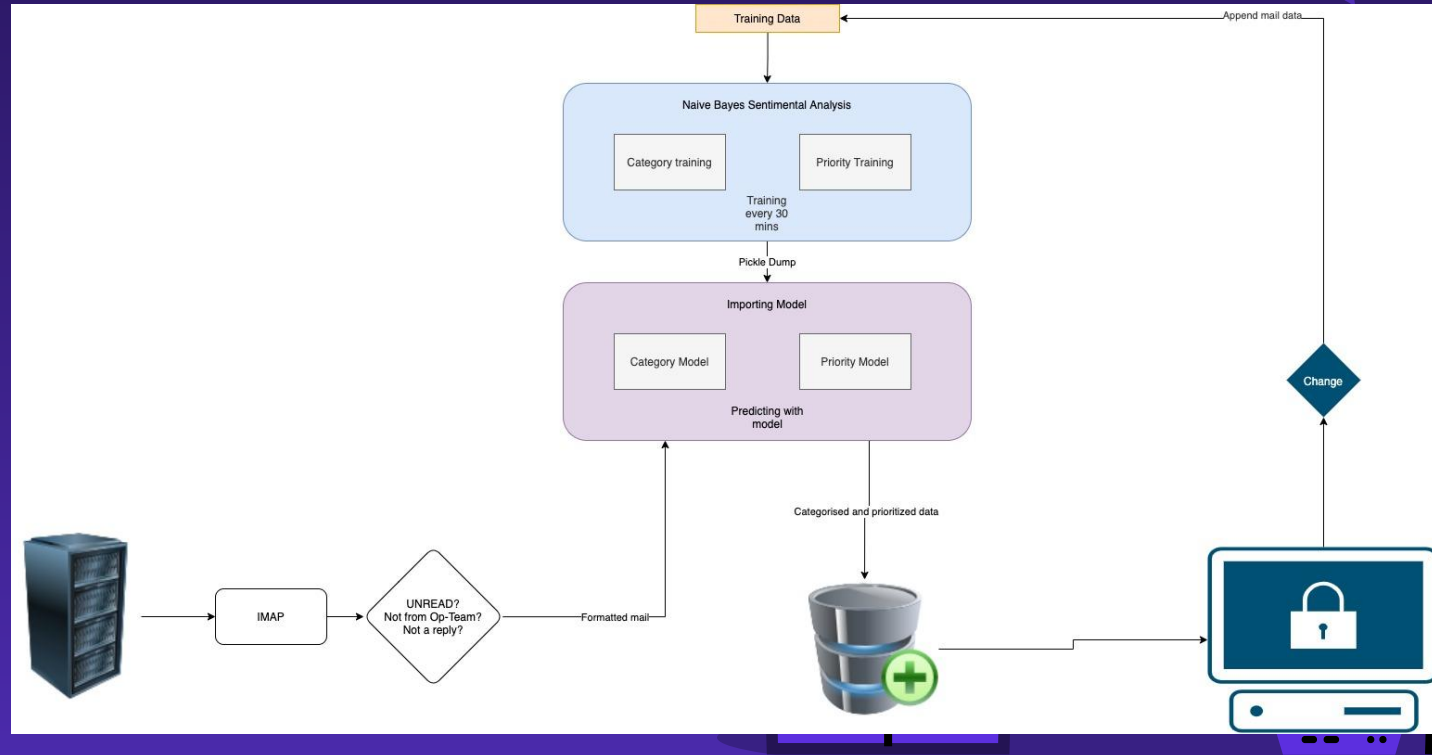 Training Data
Append mail data
Naive Bayes Sentimental Analysis
Category training
Priority Training
Training
every 30
mins
Pickle Dump
Importing Model
Category Model
Priority Model
Predicting with
model
Change
Categorised and prioritized data
IMAP
UNREAD?
Not from Op-Team?
Not a reply?
Formatted mail